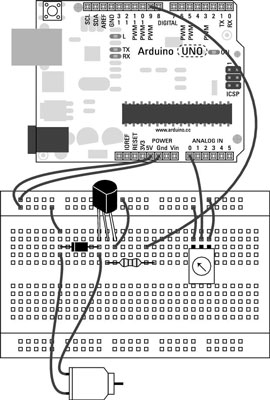 SCL
SDA
AREF
GND
13
12
11
10
9
8
7
6
5
4
3
2
1
0
PWM
PWM
PWM
TX
RX
L
DIGITAL
TX
RX
Arduino UNO
ICSP
www.arduino.cc
IOREF
RESET
3V3
5V
Gnd
Vin
POWER
ANALOG IN
0 1 2 3 4 5